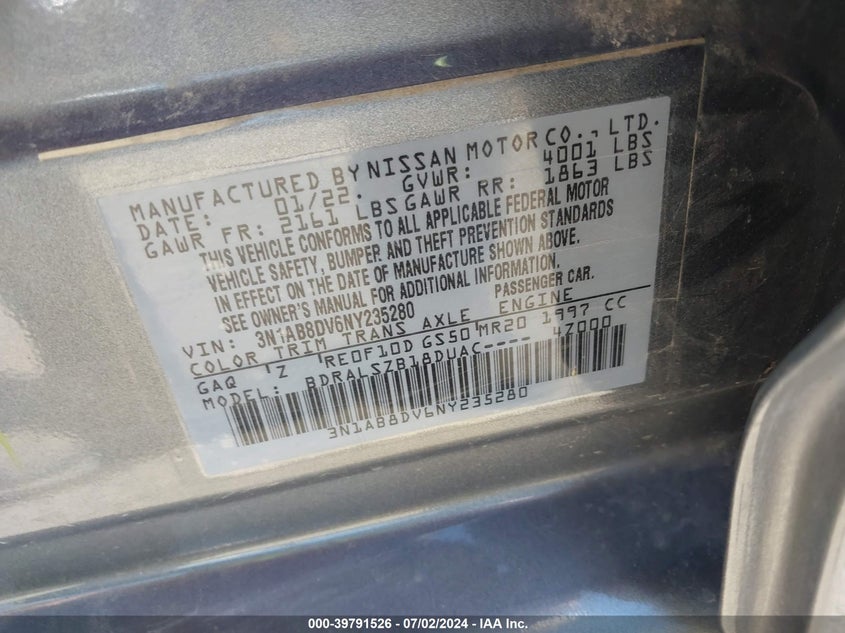 MANUFACTURED BY NISSAN MOTOR CO., LTD.
DATE: 01/22. GVWR: 4001 LBS
GAWR FR: 2161 LBS GAWR RR: 1863 LBS
THIS VEHICLE CONFORMS TO ALL APPLICABLE FEDERAL MOTOR
VEHICLE SAFETY, BUMPER AND THEFT PREVENTION STANDARDS
IN EFFECT ON THE DATE OF MANUFACTURE SHOWN ABOVE.
SEE OWNER'S MANUAL FOR ADDITIONAL INFORMATION.
VIN: 3N1AB8DV6NY235280 PASSENGER CAR.
COLOR TRIM TRANS AXLE ENGINE
GAQ 'Z RE0F10D GS50 MR20 1997 CC
MODEL: BDRALSZB18DUAC---- 4Z000
3N1AB8DV6NY235280
000-39791526 - 07/02/2024 - IAA Inc.